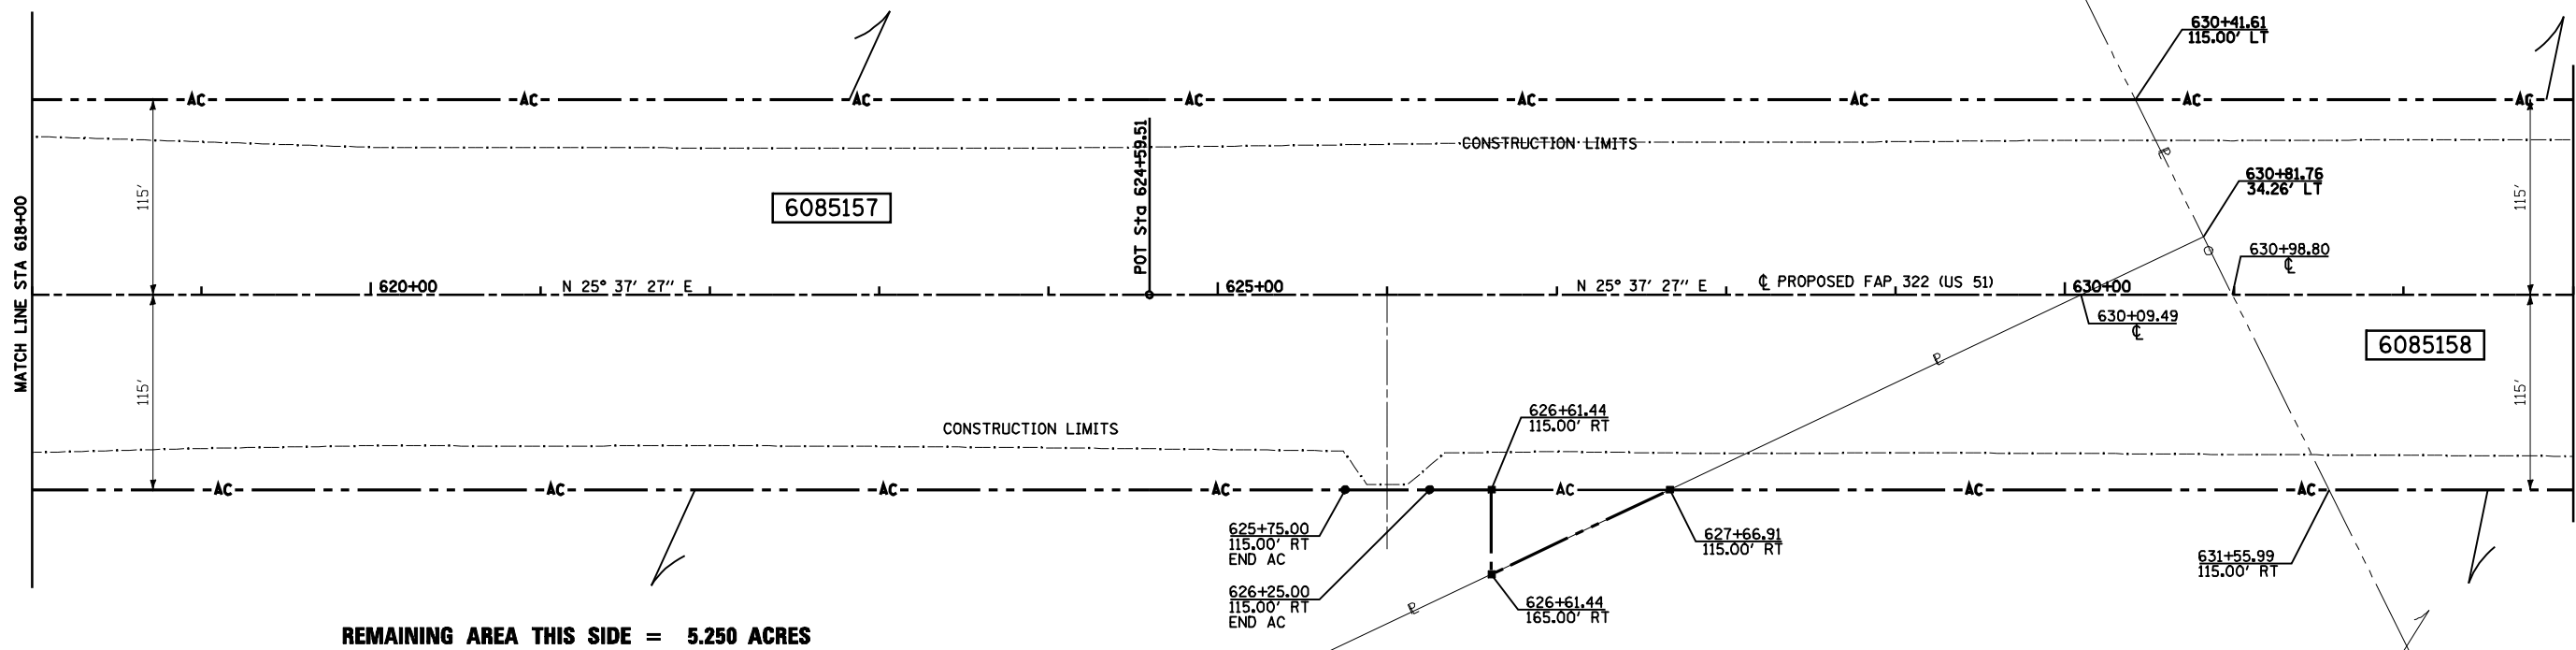 630+41.61
115.00' LT
AC AC AC AC AC AC AC AC
CONSTRUCTION LIMITS
℄
MATCH LINE STA 618+00
115'
6085157
POT Sta 624+59.51
630+81.76
34.26' LT
115'
630+98.80
℄
620+00
N 25° 37' 27" E
625+00
N 25° 37' 27" E
℄ PROPOSED FAP 322 (US 51)
630+00
630+09.49
℄
6085158
115'
115'
℄
CONSTRUCTION LIMITS
626+61.44
115.00' RT
AC AC AC AC AC AC AC
625+75.00
115.00' RT
END AC
627+66.91
115.00' RT
631+55.99
115.00' RT
626+25.00
115.00' RT
END AC
626+61.44
165.00' RT
REMAINING AREA THIS SIDE = 5.250 ACRES